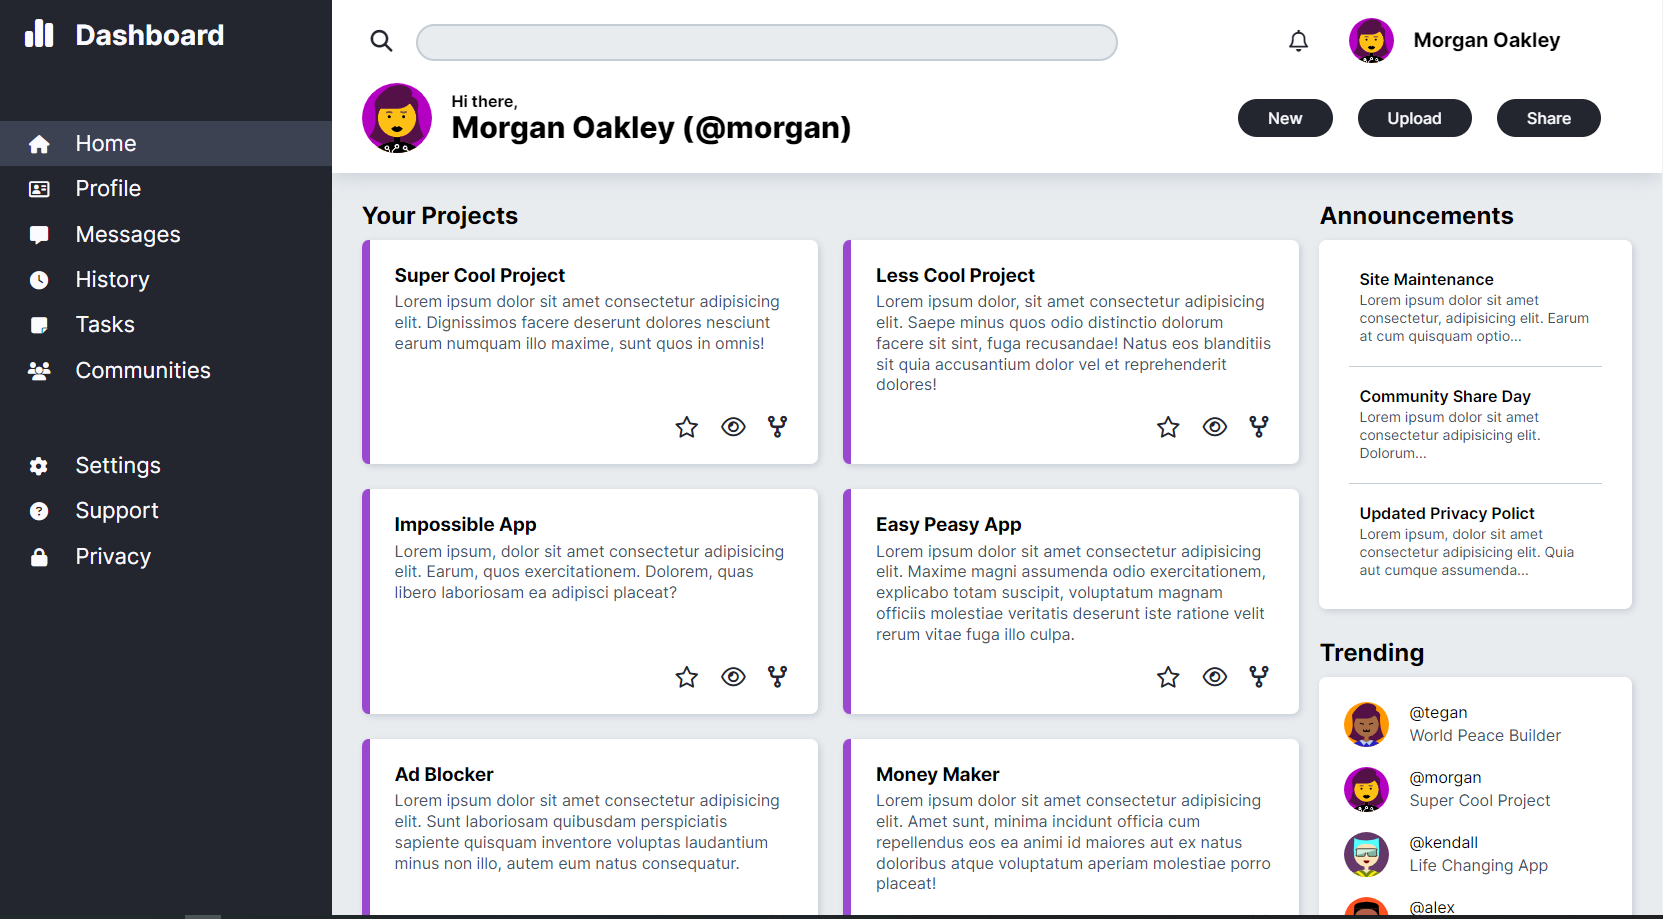 Dashboard
Home
Profile
Messages
History
Tasks
Communities
Settings
Support
Privacy
Morgan Oakley
Hi there,
Morgan Oakley (@morgan)
New
Upload
Share
Your Projects
Super Cool Project
Lorem ipsum dolor sit amet consectetur adipisicing
elit. Dignissimos facere deserunt dolores nesciunt
earum numquam illo maxime, sunt quos in omnis!
Less Cool Project
Lorem ipsum dolor, sit amet consectetur adipisicing
elit. Saepe minus quos odio distinctio dolorum
facere sit sint, fuga recusandae! Natus eos blanditiis
sit quia accusantium dolor vel et reprehenderit
dolores!
Impossible App
Lorem ipsum, dolor sit amet consectetur adipisicing
elit. Earum, quos exercitationem. Dolorem, quas
libero laboriosam ea adipisci placeat?
Easy Peasy App
Lorem ipsum dolor sit amet consectetur adipisicing
elit. Maxime magni assumenda odio exercitationem,
explicabo totam suscipit, voluptatum magnam
officiis molestiae veritatis deserunt iste ratione velit
rerum vitae fuga illo culpa.
Ad Blocker
Lorem ipsum dolor sit amet consectetur adipisicing
elit. Sunt laboriosam quibusdam perspiciatis
sapiente quisquam inventore voluptas laudantium
minus non illo, autem eum natus consequatur.
Money Maker
Lorem ipsum dolor sit amet consectetur adipisicing
elit. Amet sunt, minima incidunt officia cum
repellendus eos ea animi id maiores aut ex natus
doloribus atque voluptatum aperiam molestiae porro
placeat!
Announcements
Site Maintenance
Lorem ipsum dolor sit amet
consectetur, adipisicing elit. Earum
at cum quisquam optio...
Community Share Day
Lorem ipsum dolor sit amet
consectetur adipisicing elit.
Dolorum...
Updated Privacy Polict
Lorem ipsum, dolor sit amet
consectetur adipisicing elit. Quia
aut cumque assumenda...
Trending
@tegan
World Peace Builder
@morgan
Super Cool Project
@kendall
Life Changing App
@alex